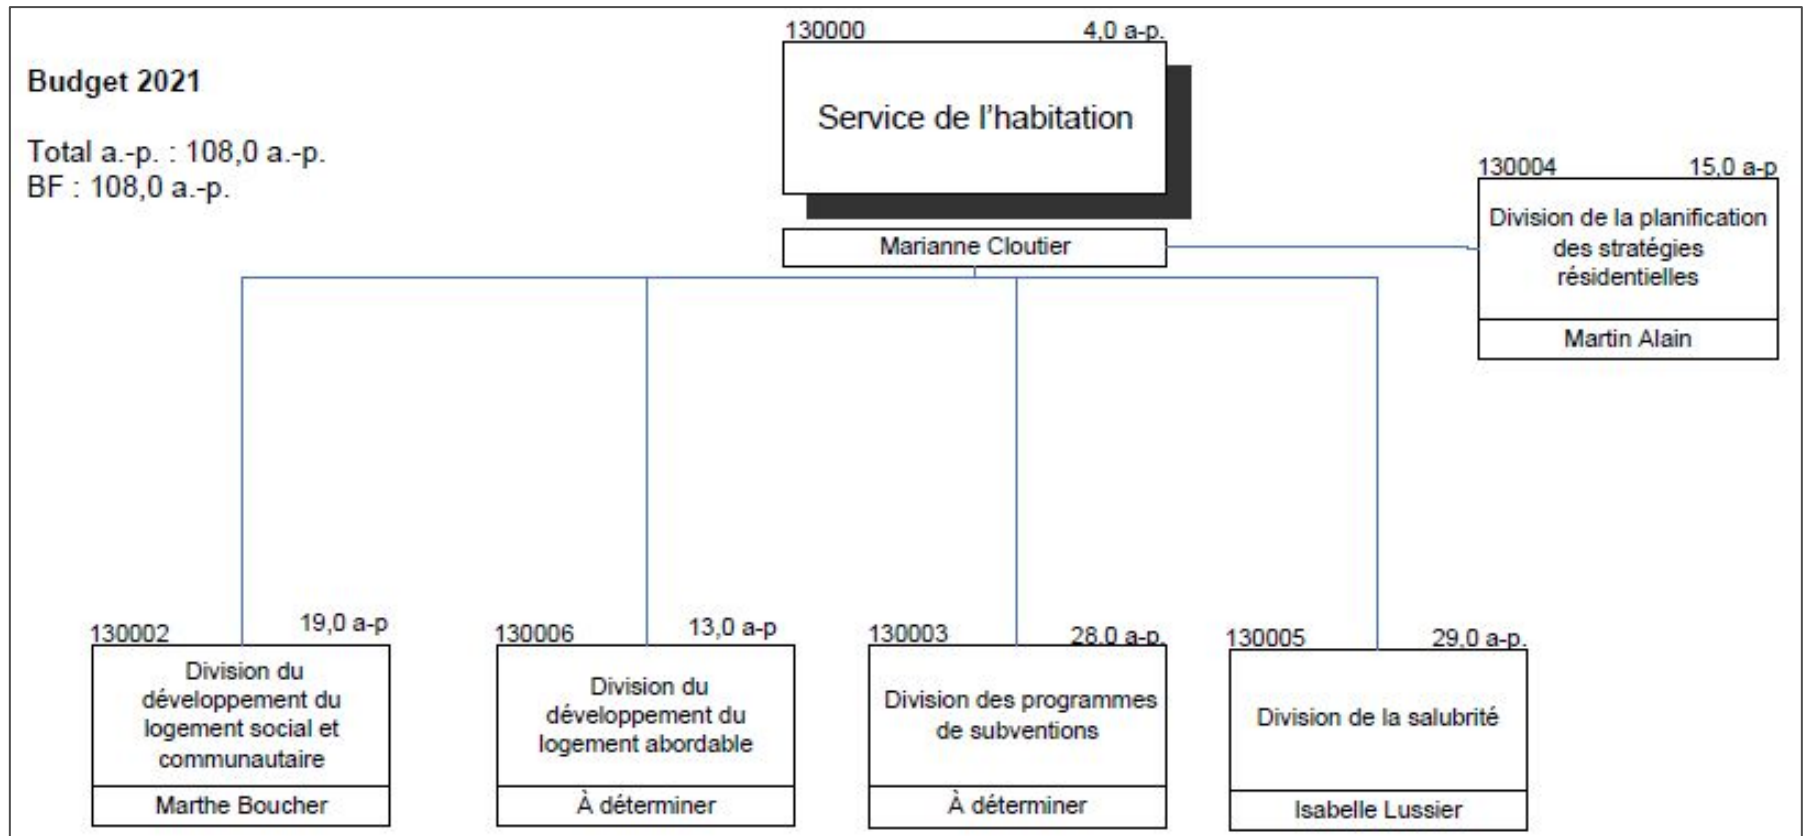 Budget 2021
Total a.-p. : 108,0 a.-p.
BF : 108,0 a.-p.
130000 4,0 a-p.
Service de l'habitation
Marianne Cloutier
130004 15,0 a-p
Division de la planification
des stratégies
résidentielles
Martin Alain
130002 19,0 a-p
Division du
développement du
logement social et
communautaire
Marthe Boucher
130006 13,0 a-p
Division du
développement du
logement abordable
À déterminer
130003 28,0 a-p.
Division des programmes
de subventions
À déterminer
130005 29,0 a-p.
Division de la salubrité
Isabelle Lussier